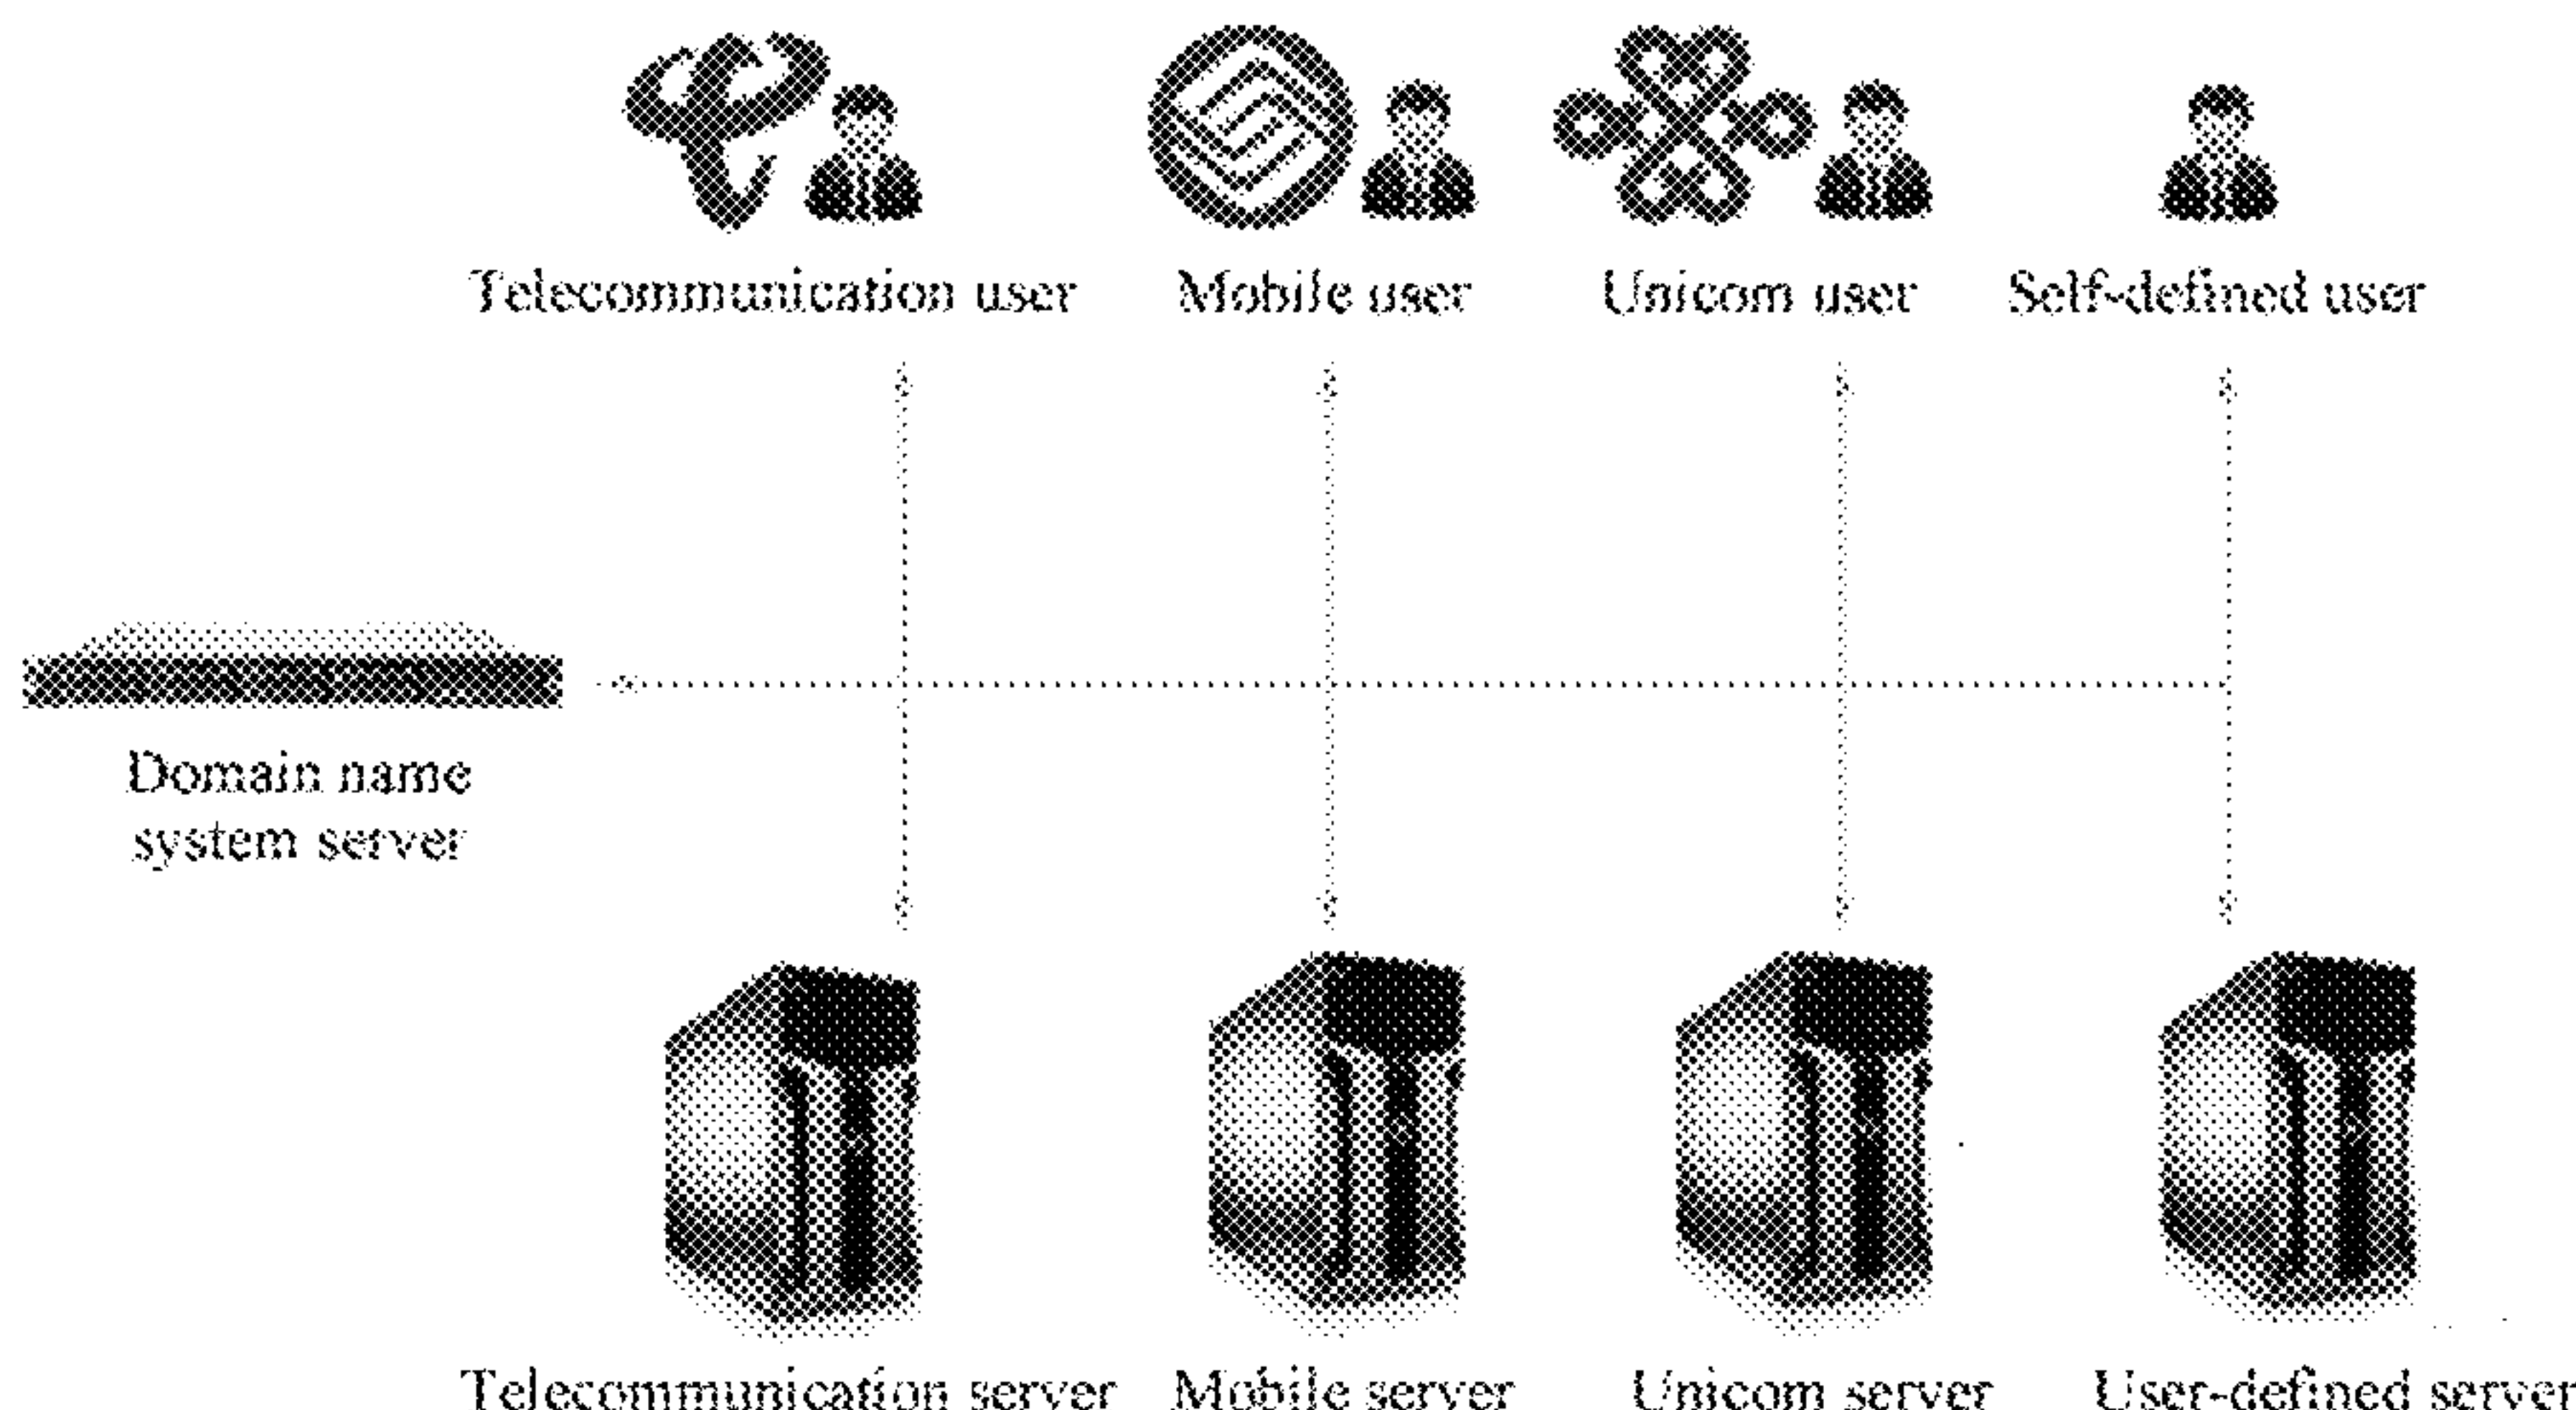 Telecommunication user
Mobile user
Unicom user
Self-defined user
Domain name
system server
Telecommunication server
Mobile server
Unicom server
User-defined server